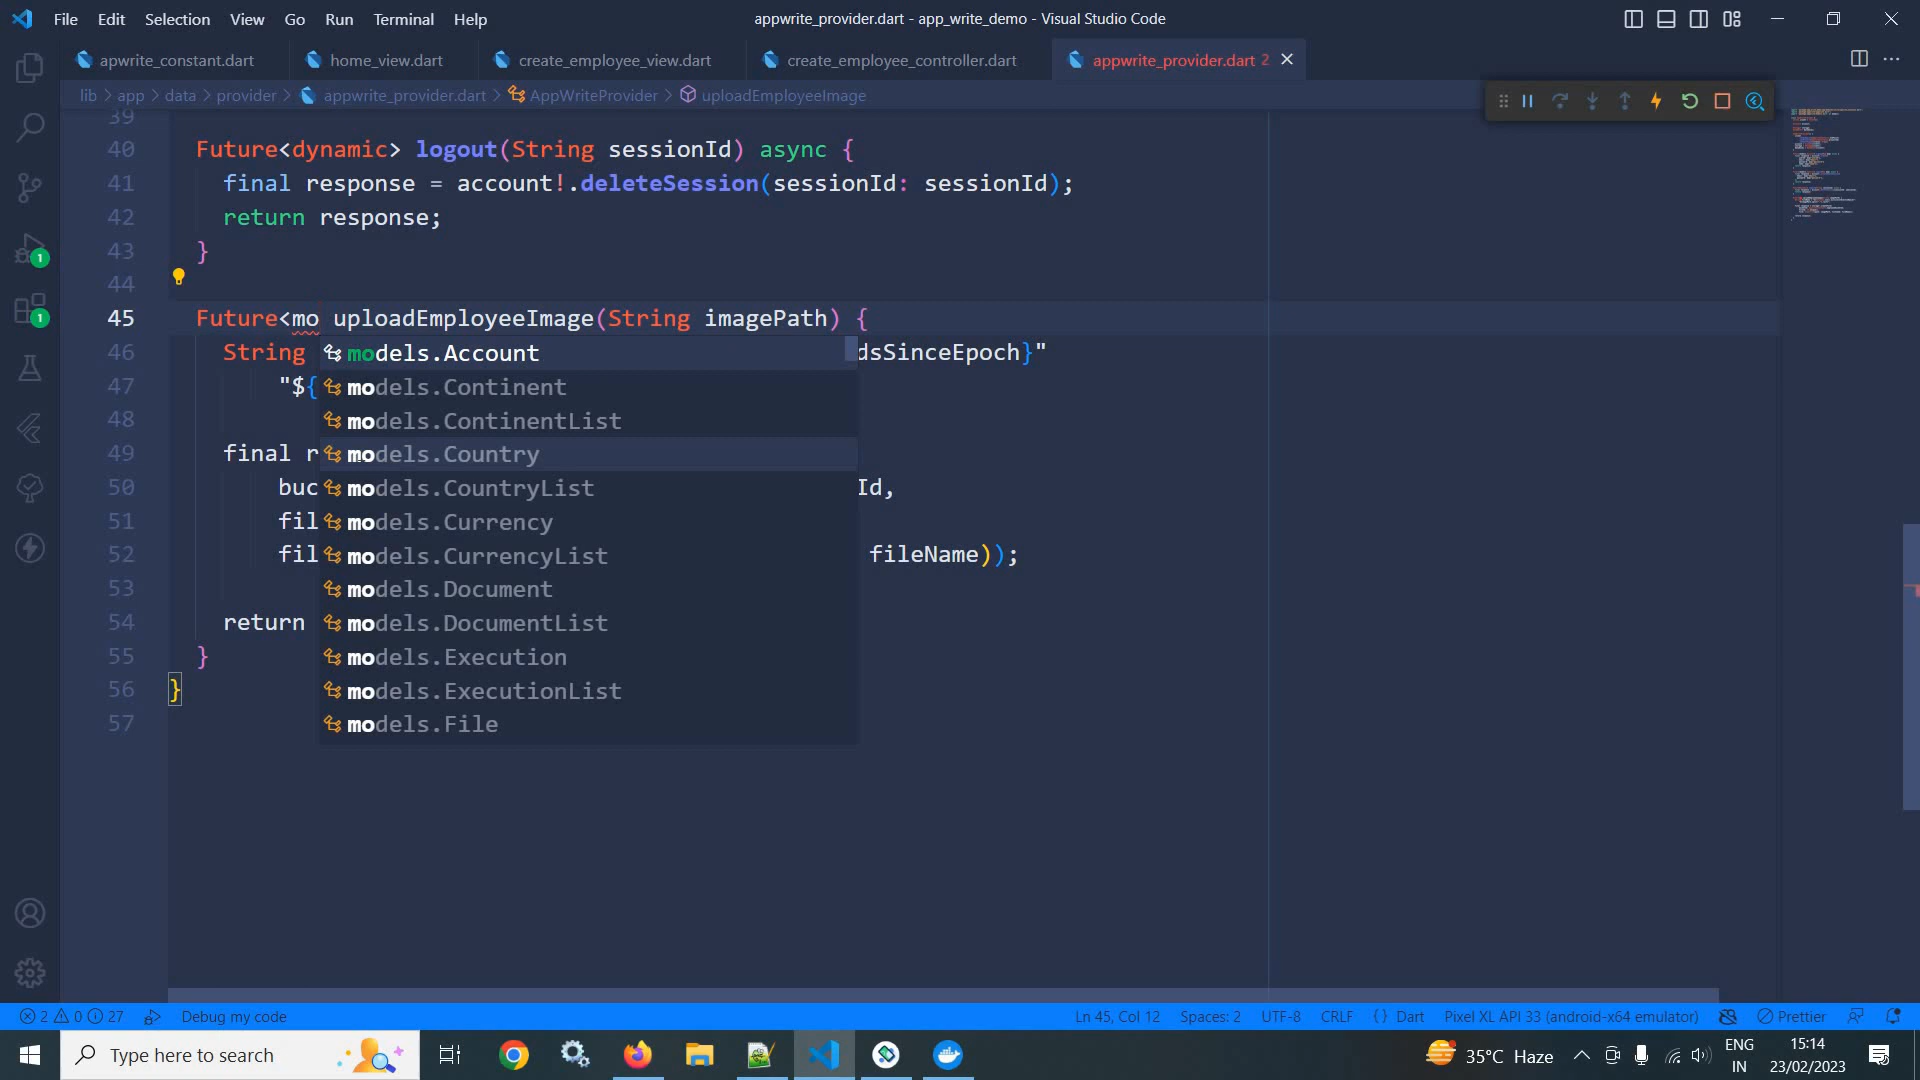 File Edit Selection View Go Run Terminal Help
appwrite_provider.dart - app_write_demo - Visual Studio Code
apwrite_constant.dart
home_view.dart
create_employee_view.dart
create_employee_controller.dart
appwrite_provider.dart 2
lib > app > data > provider > appwrite_provider.dart > AppWriteProvider > uploadEmployeeImage
39
40 Future<dynamic> logout(String sessionId) async {
41 final response = account!.deleteSession(sessionId: sessionId);
42 return response;
43 }
44
45 Future<mo uploadEmployeeImage(String imagePath) {
46 String models.Account dsSinceEpoch}"
47 "${ models.Continent
48 models.ContinentList
49 final r models.Country
50 buc models.CountryList Id,
51 fil models.Currency
52 fil models.CurrencyList fileName));
53 models.Document
54 return models.DocumentList
55 } models.Execution
56 } models.ExecutionList
57 models.File
1
1
2 0 27 Debug my code
Ln 45, Col 12 Spaces: 2 UTF-8 CRLF {} Dart Pixel XL API 33 (android-x64 emulator) Prettier
Type here to search
35°C Haze
ENG
IN
15:14
23/02/2023